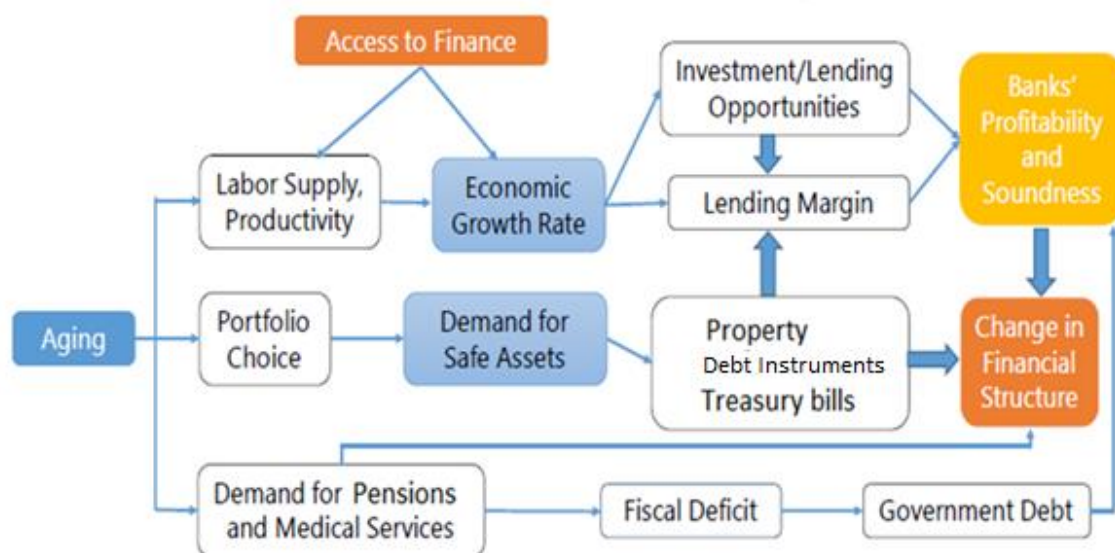 Access to Finance
Investment/Lending
Opportunities
Banks'
Profitability
and
Soundness
Labor Supply,
Productivity
Economic
Growth Rate
Lending Margin
Aging
Portfolio
Choice
Demand for
Safe Assets
Property
Debt Instruments
Treasury bills
Change in
Financial
Structure
Demand for Pensions
and Medical Services
Fiscal Deficit
Government Debt